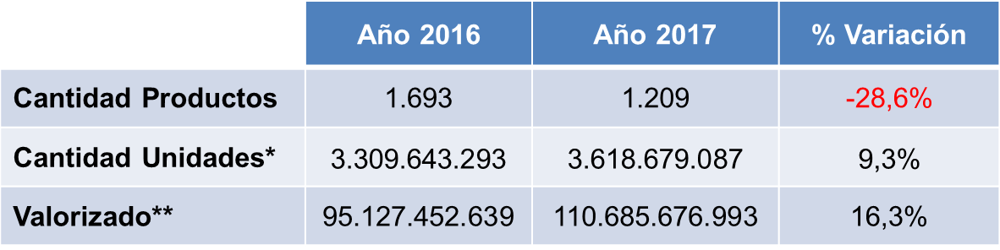 Año 2016 Año 2017 % Variación
Cantidad Productos 1.693 1.209 -28,6%
Cantidad Unidades* 3.309.643.293 3.618.679.087 9,3%
Valorizado** 95.127.452.639 110.685.676.993 16,3%